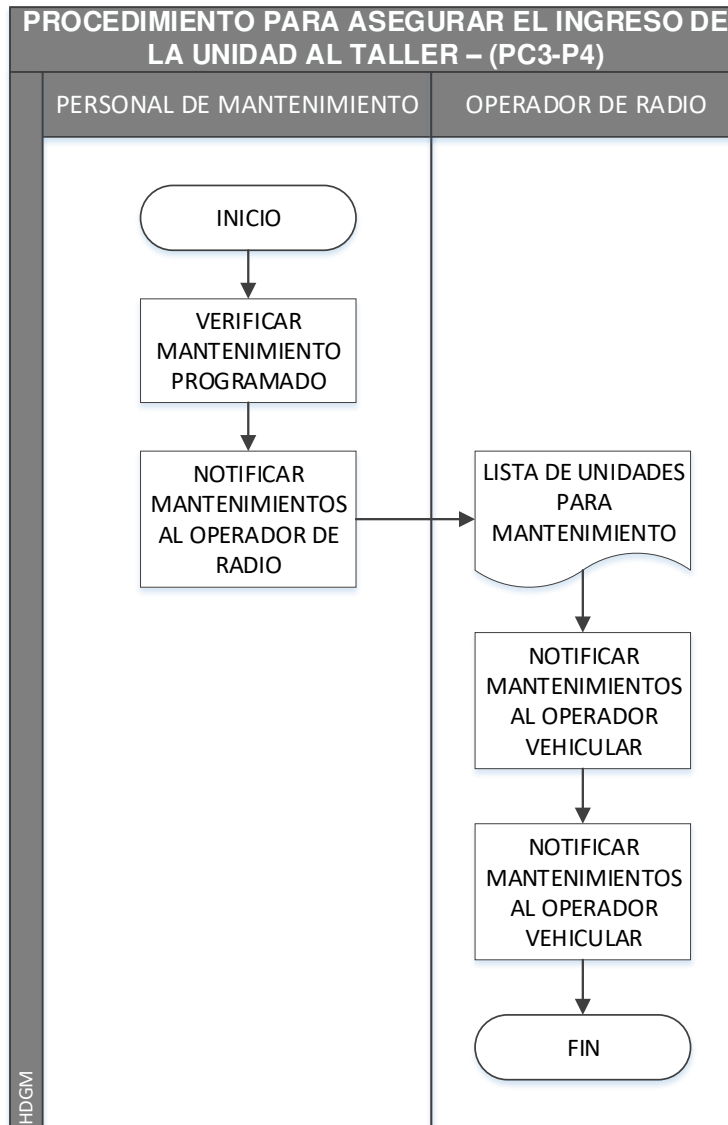 PROCEDIMIENTO PARA ASEGURAR EL INGRESO DE
LA UNIDAD AL TALLER – (PC3-P4)
PERSONAL DE MANTENIMIENTO
OPERADOR DE RADIO
INICIO
VERIFICAR
MANTENIMIENTO
PROGRAMADO
NOTIFICAR
MANTENIMIENTOS
AL OPERADOR DE
RADIO
LISTA DE UNIDADES
PARA
MANTENIMIENTO
NOTIFICAR
MANTENIMIENTOS
AL OPERADOR
VEHICULAR
NOTIFICAR
MANTENIMIENTOS
AL OPERADOR
VEHICULAR
FIN
HDGM